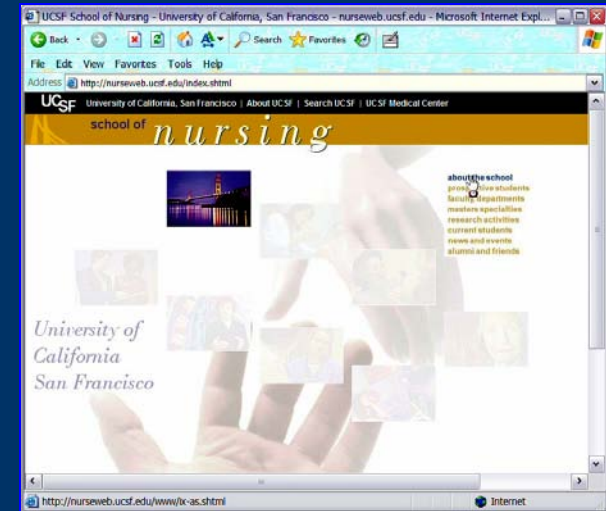 UCSF School of Nursing - University of California, San Francisco - nurseweb.ucsf.edu - Microsoft Internet Expl...
Back Search Favorites
File Edit View Favorites Tools Help
Address http://nurseweb.ucsf.edu/index.shtml
UCSF University of California, San Francisco | About UCSF | Search UCSF | UCSF Medical Center
school of nursing
about the school
prospective students
faculty departments
masters specialties
research activities
current students
news and events
alumni and friends
University of
California
San Francisco
http://nurseweb.ucsf.edu/www/ix-as.shtml Internet